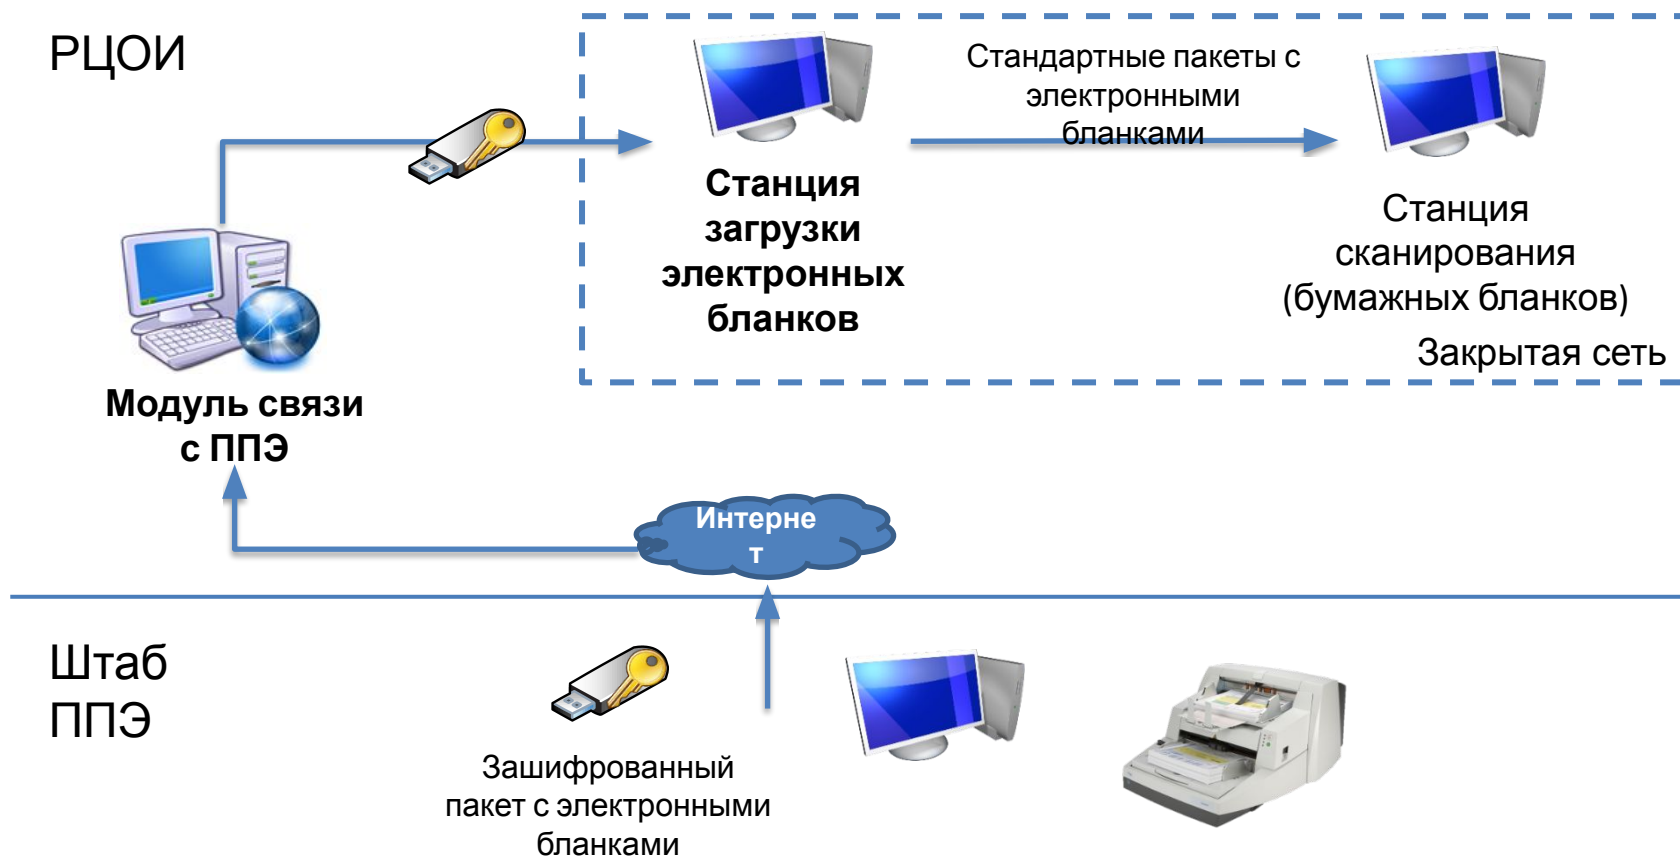 РЦОИ
Стандартные пакеты с
электронными
бланками
Станция
загрузки
электронных
бланков
Станция
сканирования
(бумажных бланков)
Закрытая сеть
Модуль связи
с ППЭ
Интерне
т
Штаб
ППЭ
Зашифрованный
пакет с электронными
бланками